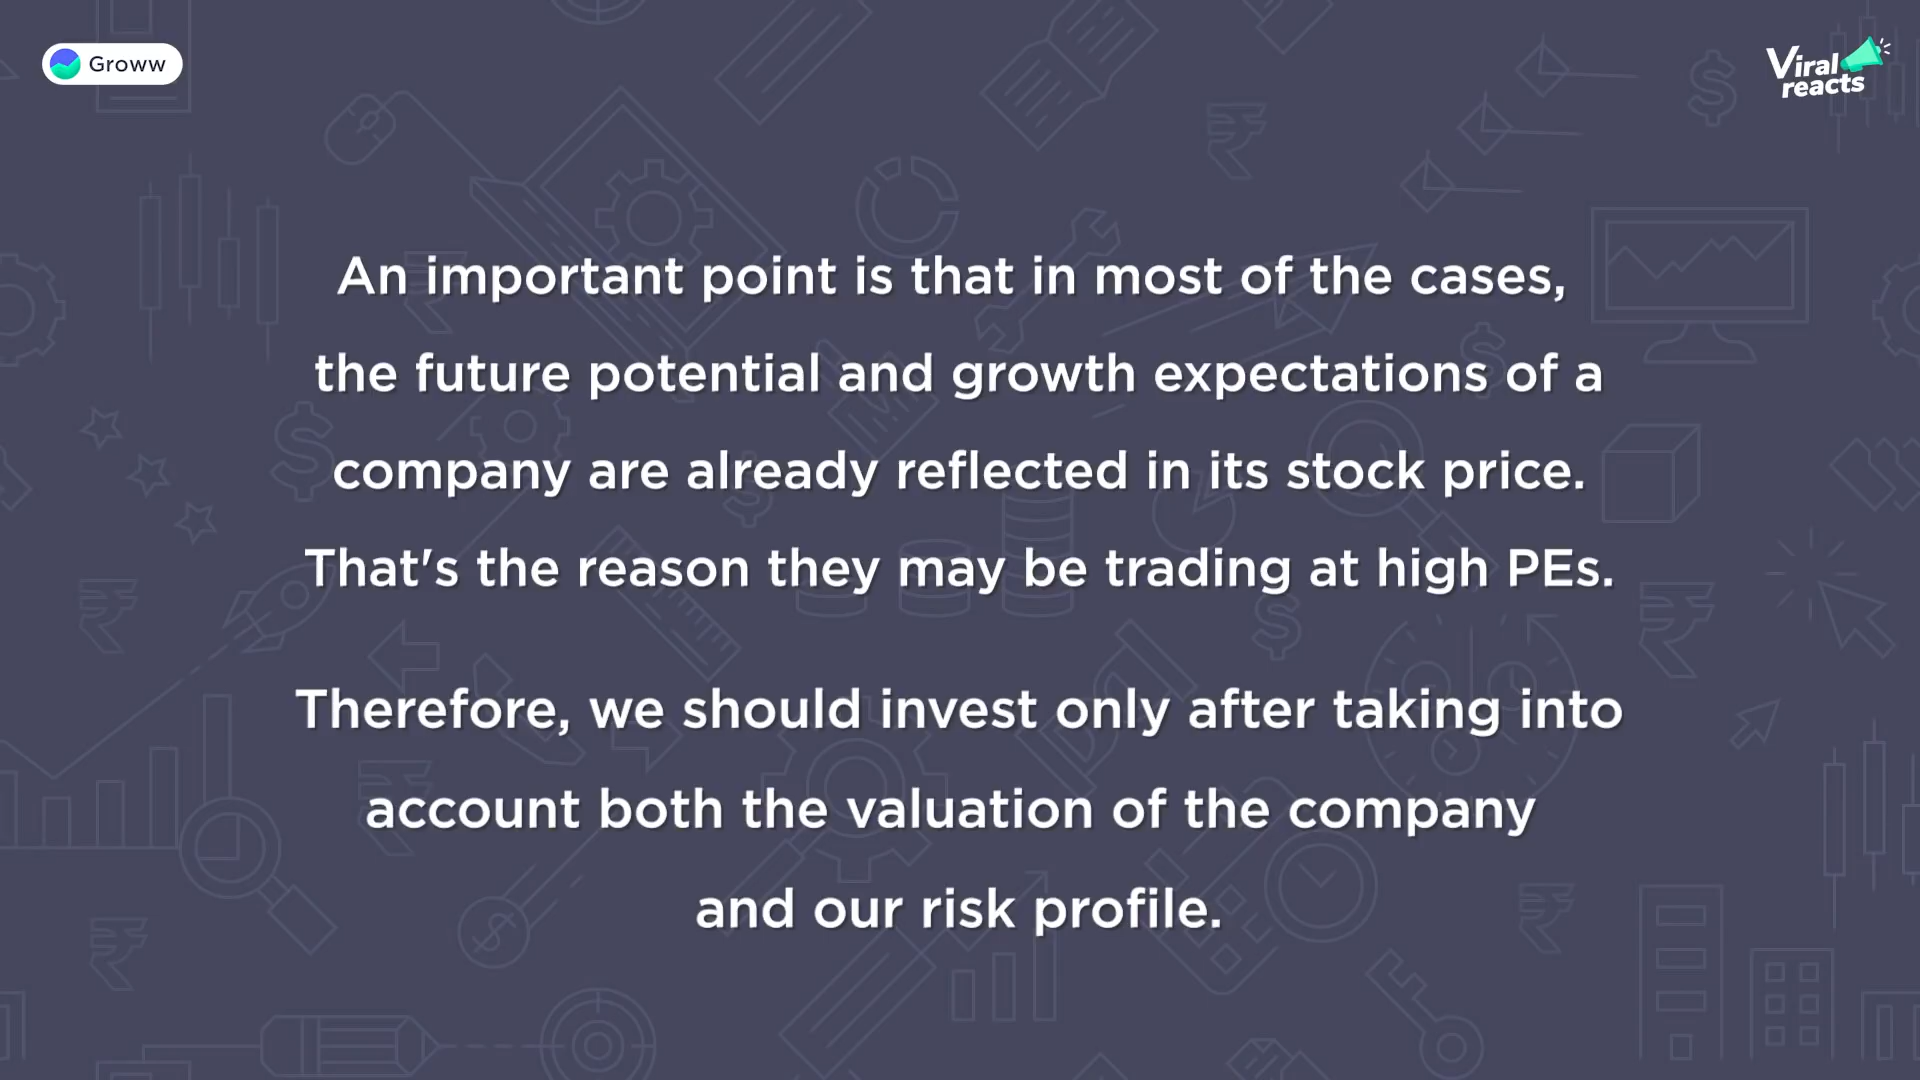 Groww
Viral
reacts
An important point is that in most of the cases,
the future potential and growth expectations of a
company are already reflected in its stock price.
That's the reason they may be trading at high PEs.
Therefore, we should invest only after taking into
account both the valuation of the company
and our risk profile.